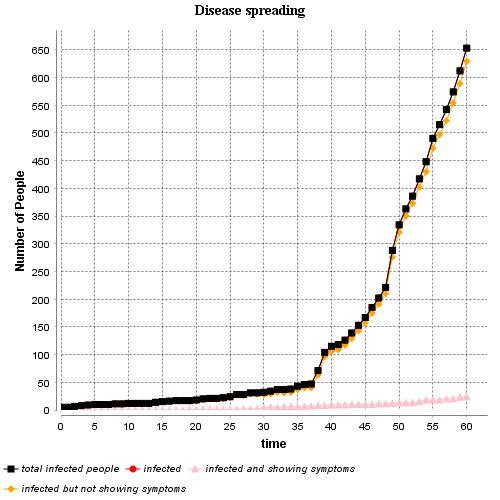 Disease spreading
Number of People
650
600
550
500
450
400
350
300
250
200
150
100
50
0
0 5 10 15 20 25 30 35 40 45 50 55 60
time
total infected people infected infected and showing symptoms
infected but not showing symptoms